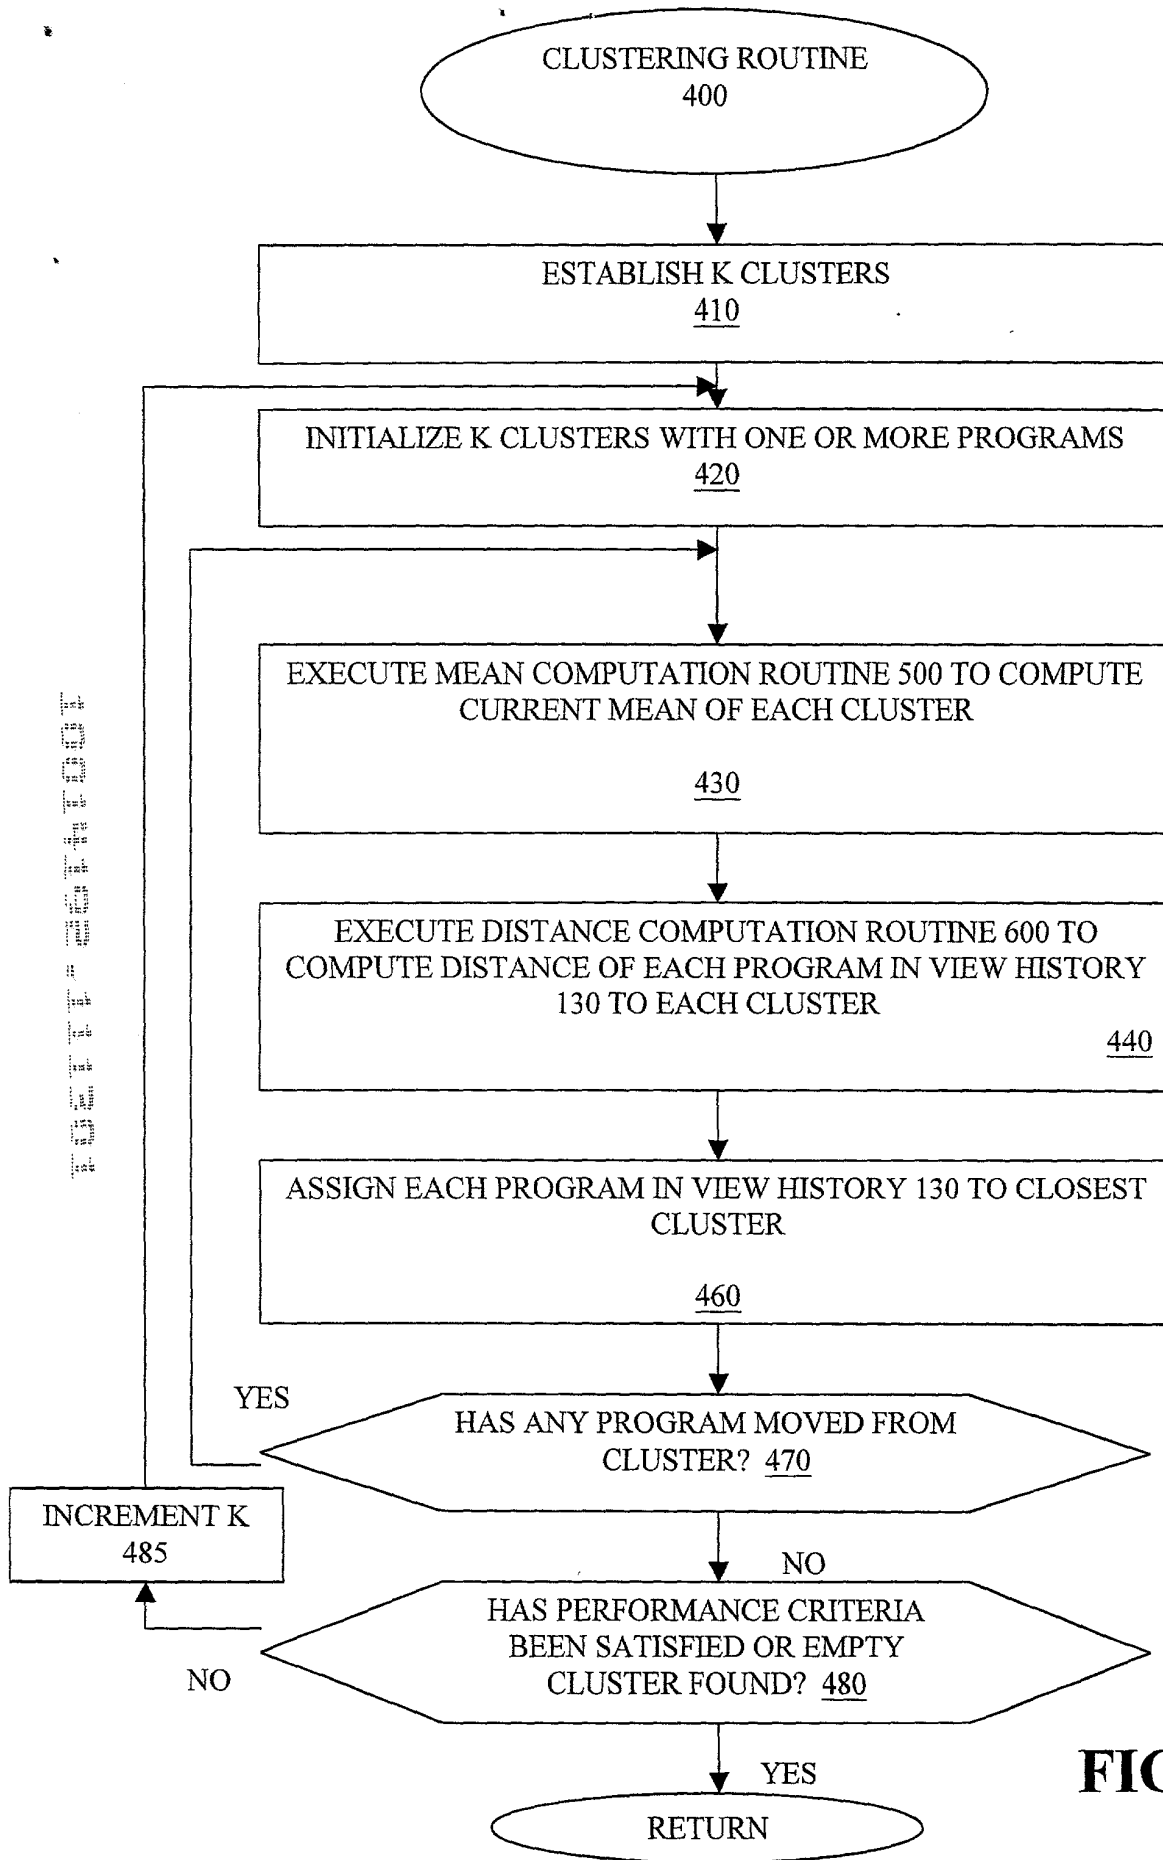 CLUSTERING ROUTINE
400
ESTABLISH K CLUSTERS
410
INITIALIZE K CLUSTERS WITH ONE OR MORE PROGRAMS
420
EXECUTE MEAN COMPUTATION ROUTINE 500 TO COMPUTE
CURRENT MEAN OF EACH CLUSTER
430
EXECUTE DISTANCE COMPUTATION ROUTINE 600 TO
COMPUTE DISTANCE OF EACH PROGRAM IN VIEW HISTORY
130 TO EACH CLUSTER
440
ASSIGN EACH PROGRAM IN VIEW HISTORY 130 TO CLOSEST
CLUSTER
460
YES
HAS ANY PROGRAM MOVED FROM
CLUSTER? 470
INCREMENT K
485
NO
HAS PERFORMANCE CRITERIA
BEEN SATISFIED OR EMPTY
CLUSTER FOUND? 480
NO
YES
FIG
RETURN